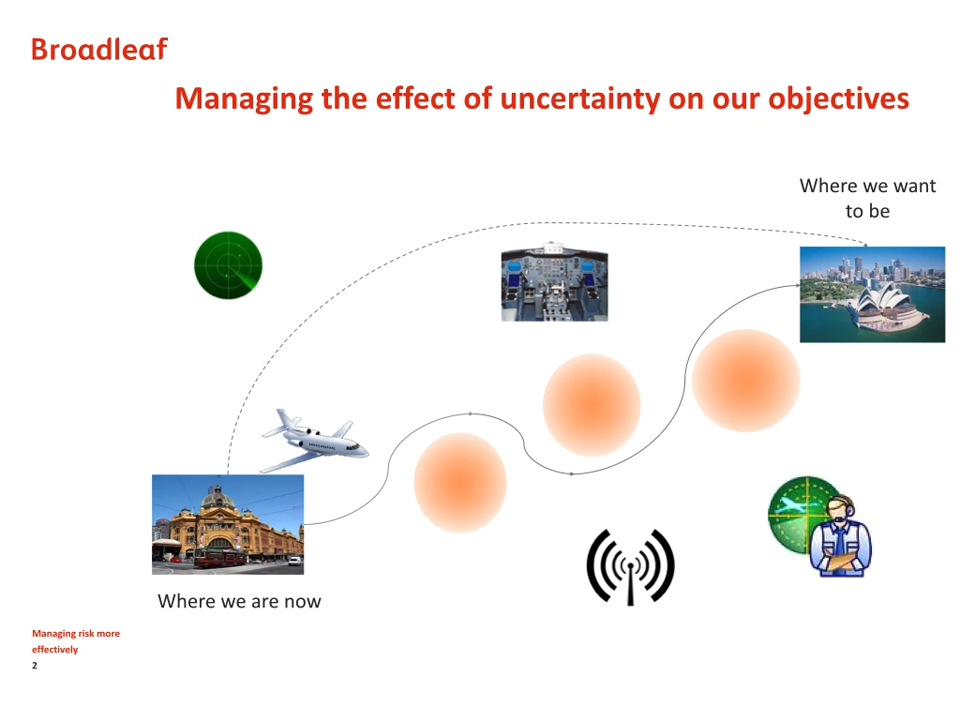 Broadleaf
Managing the effect of uncertainty on our objectives
Where we want
to be
Where we are now
Managing risk more
effectively
2